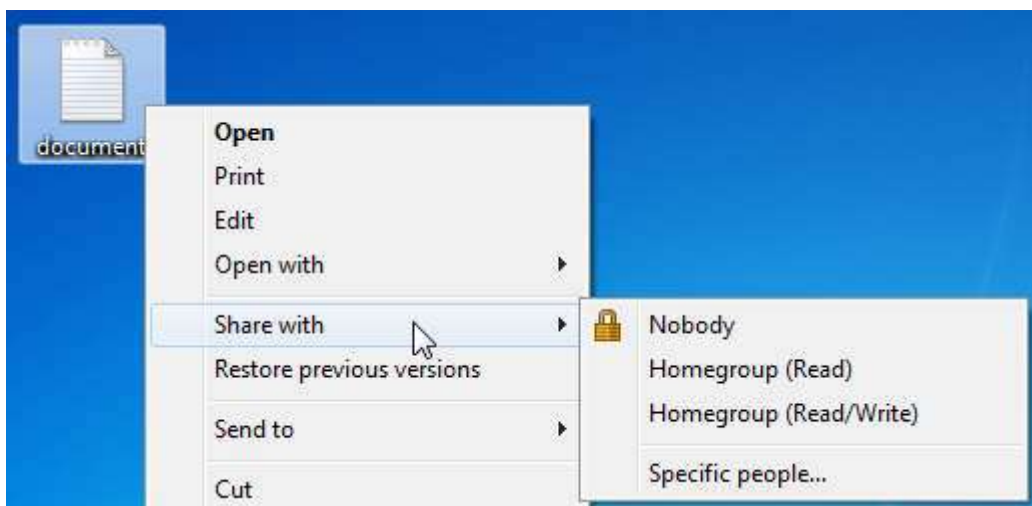 document
Open
Print
Edit
Open with
Share with
Restore previous versions
Send to
Cut
Nobody
Homegroup (Read)
Homegroup (Read/Write)
Specific people...